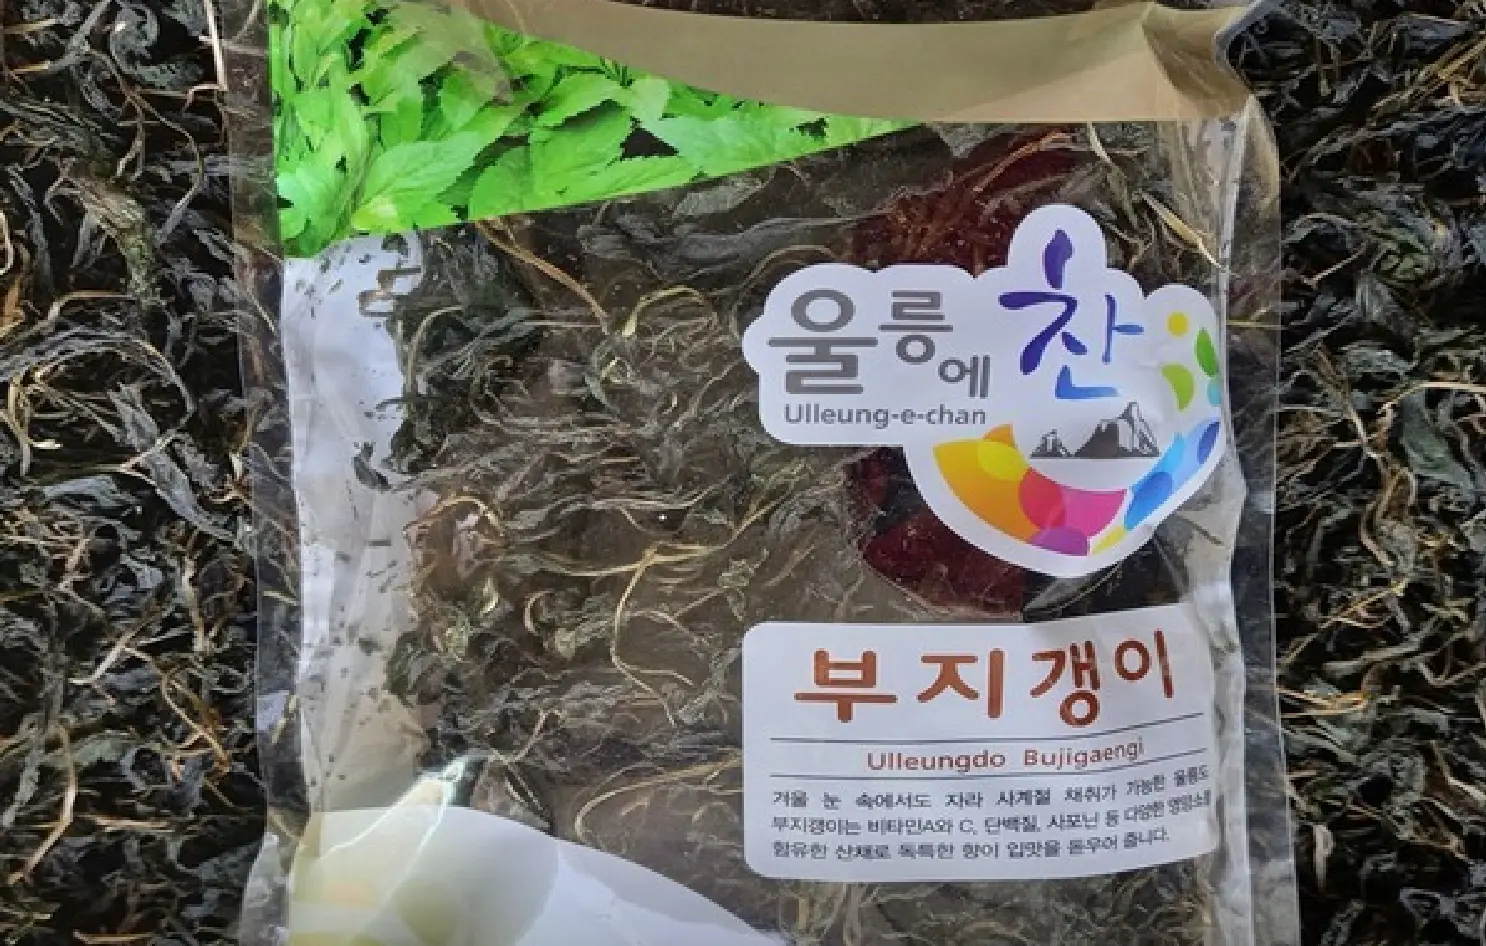 울릉에 찬
Ulleung-e-chan
부지갱이
Ulleungdo Bujigaengi
겨울 눈 속에서도 자라 사계절 채취가 가능한 울릉도
부지갱이는 비타민A와 C, 단백질, 사포닌 등 다양한 영양소를
함유한 산채로 독특한 향이 입맛을 돋우어 줍니다.